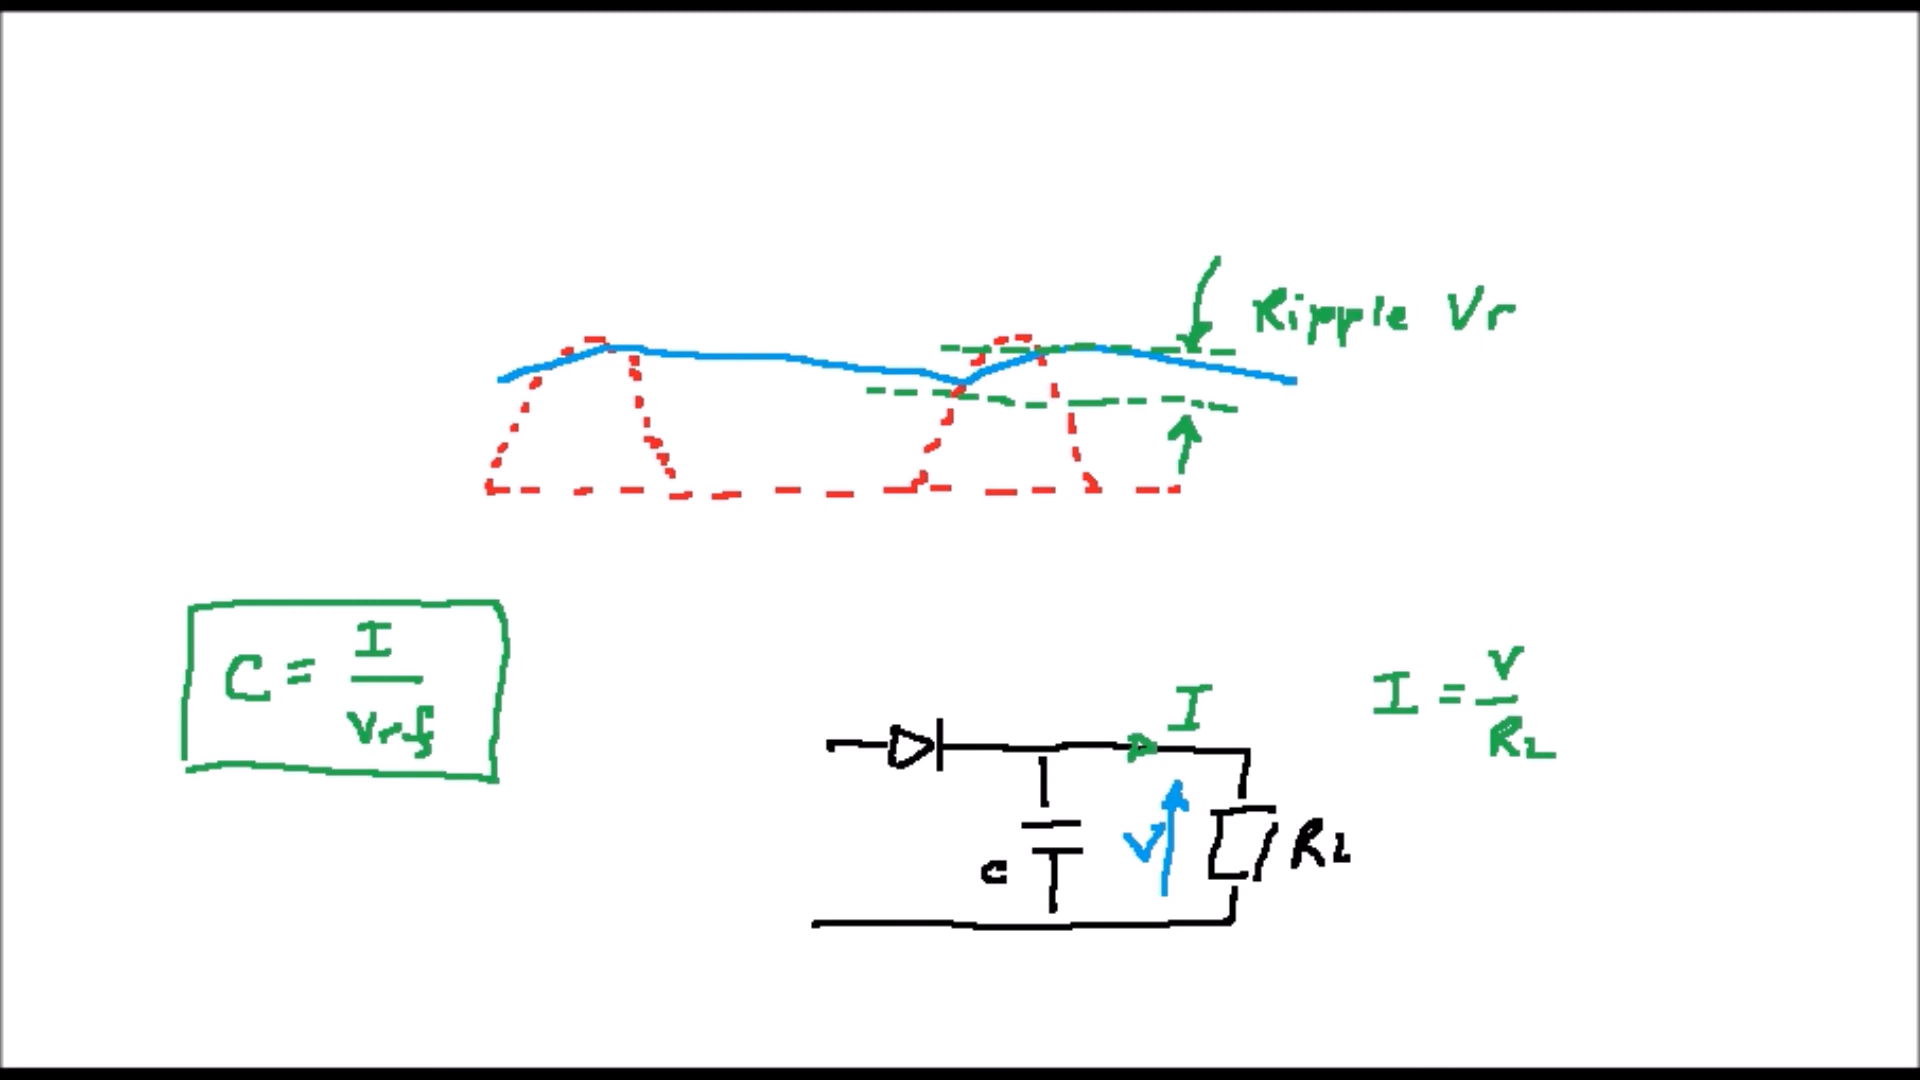 Ripple Vr
C = I / Vrf
I
I = V / RL
V
C
RL